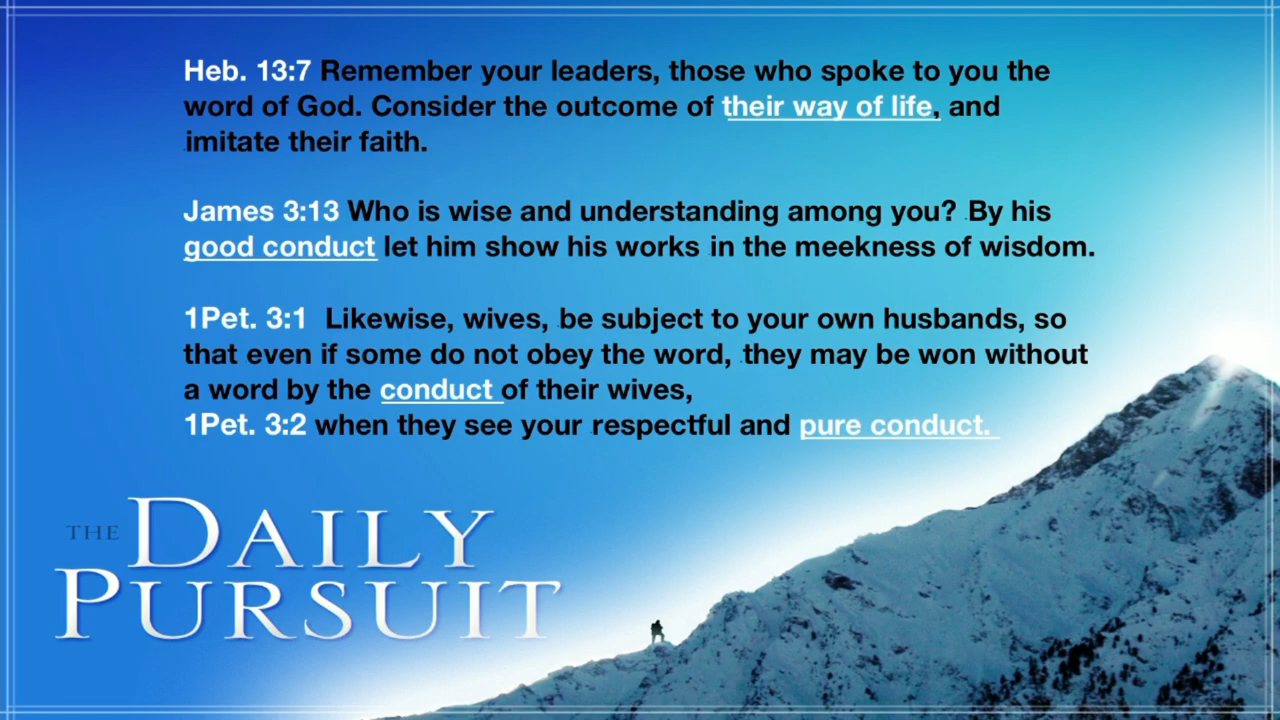 Heb. 13:7 Remember your leaders, those who spoke to you the
word of God. Consider the outcome of their way of life, and
imitate their faith.
James 3:13 Who is wise and understanding among you? By his
good conduct let him show his works in the meekness of wisdom.
1Pet. 3:1 Likewise, wives, be subject to your own husbands, so
that even if some do not obey the word, they may be won without
a word by the conduct of their wives,
1Pet. 3:2 when they see your respectful and pure conduct.
THE DAILY
PURSUIT